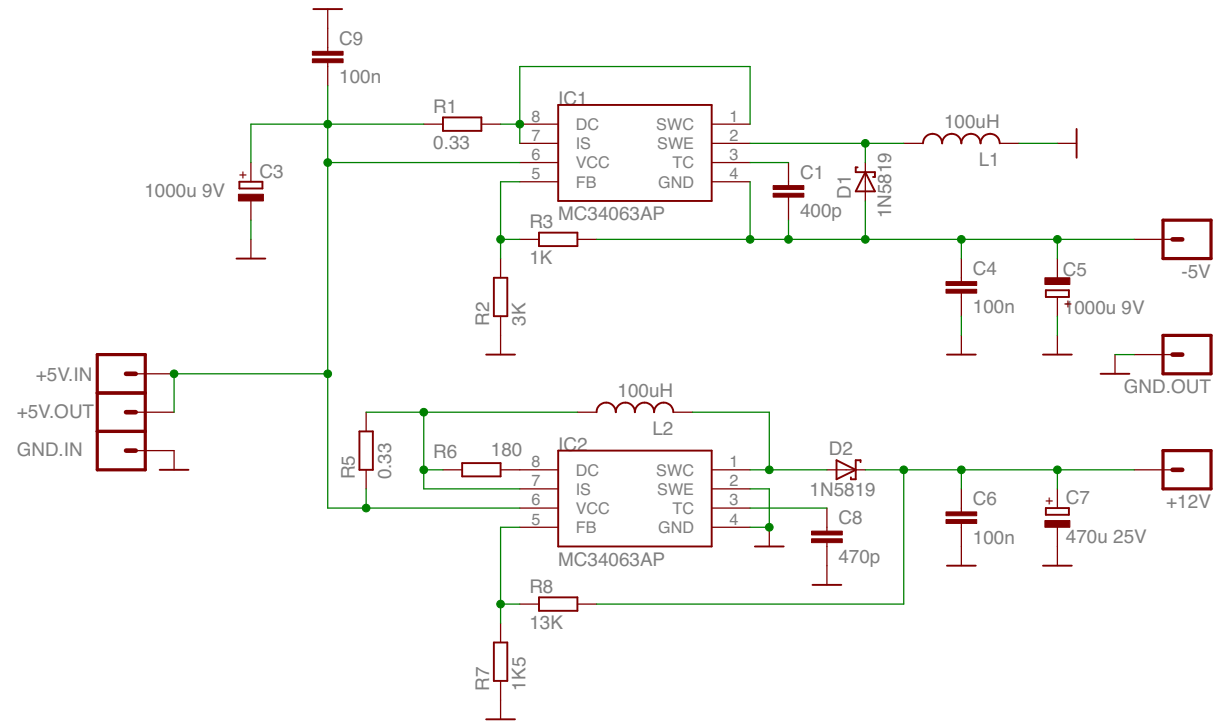 C9
100n
R1
0.33
C3
1000u 9V
IC1
8 DC SWC 1
7 IS SWE 2
6 VCC TC 3
5 FB GND 4
MC34063AP
100uH
L1
D1
1N5819
C1
400p
R3
1K
R2
3K
C4
100n
C5
1000u 9V
-5V
GND.OUT
+5V.IN
+5V.OUT
GND.IN
100uH
L2
R5
0.33
R6 180
IC2
8 DC SWC 1
7 IS SWE 2
6 VCC TC 3
5 FB GND 4
MC34063AP
D2
1N5819
C8
470p
C6
100n
C7
470u 25V
+12V
R8
13K
R7
1K5